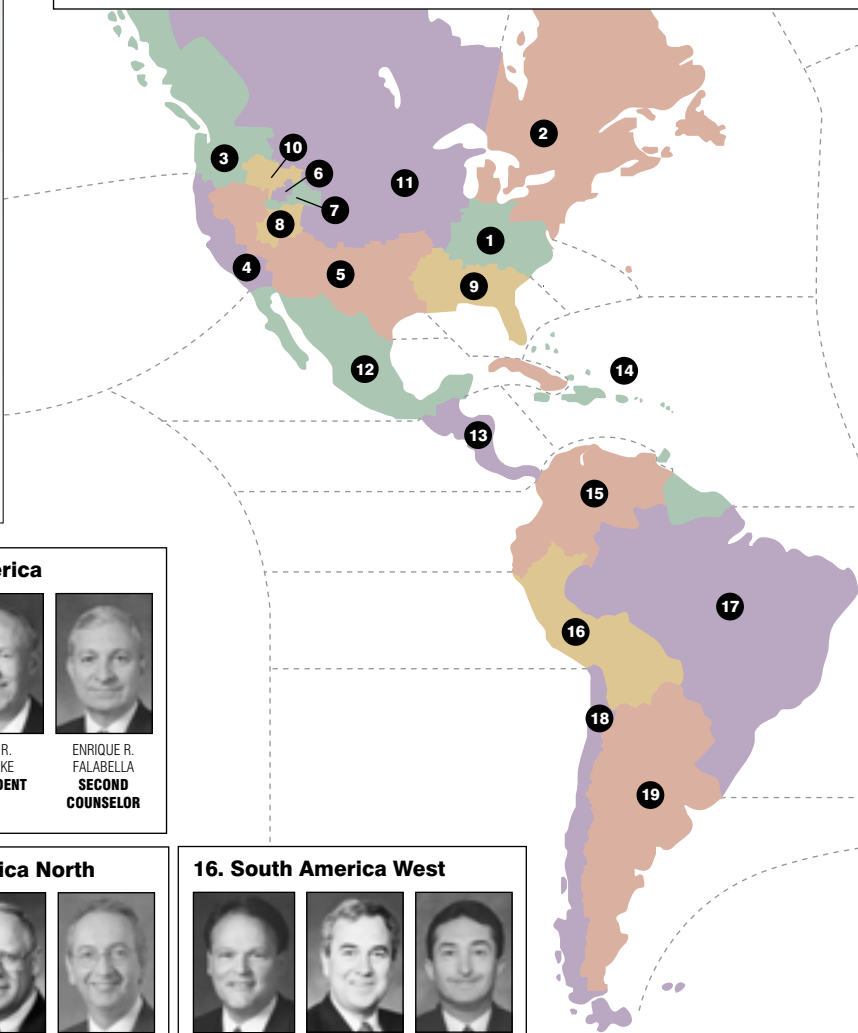 10
3
6
2
11
7
8
1
4
5
9
12
14
13
15
erica
17
16
18
R.
KE
DENT
ENRIQUE R.
FALABELLA
SECOND
COUNSELOR
19
ica North
16. South America West